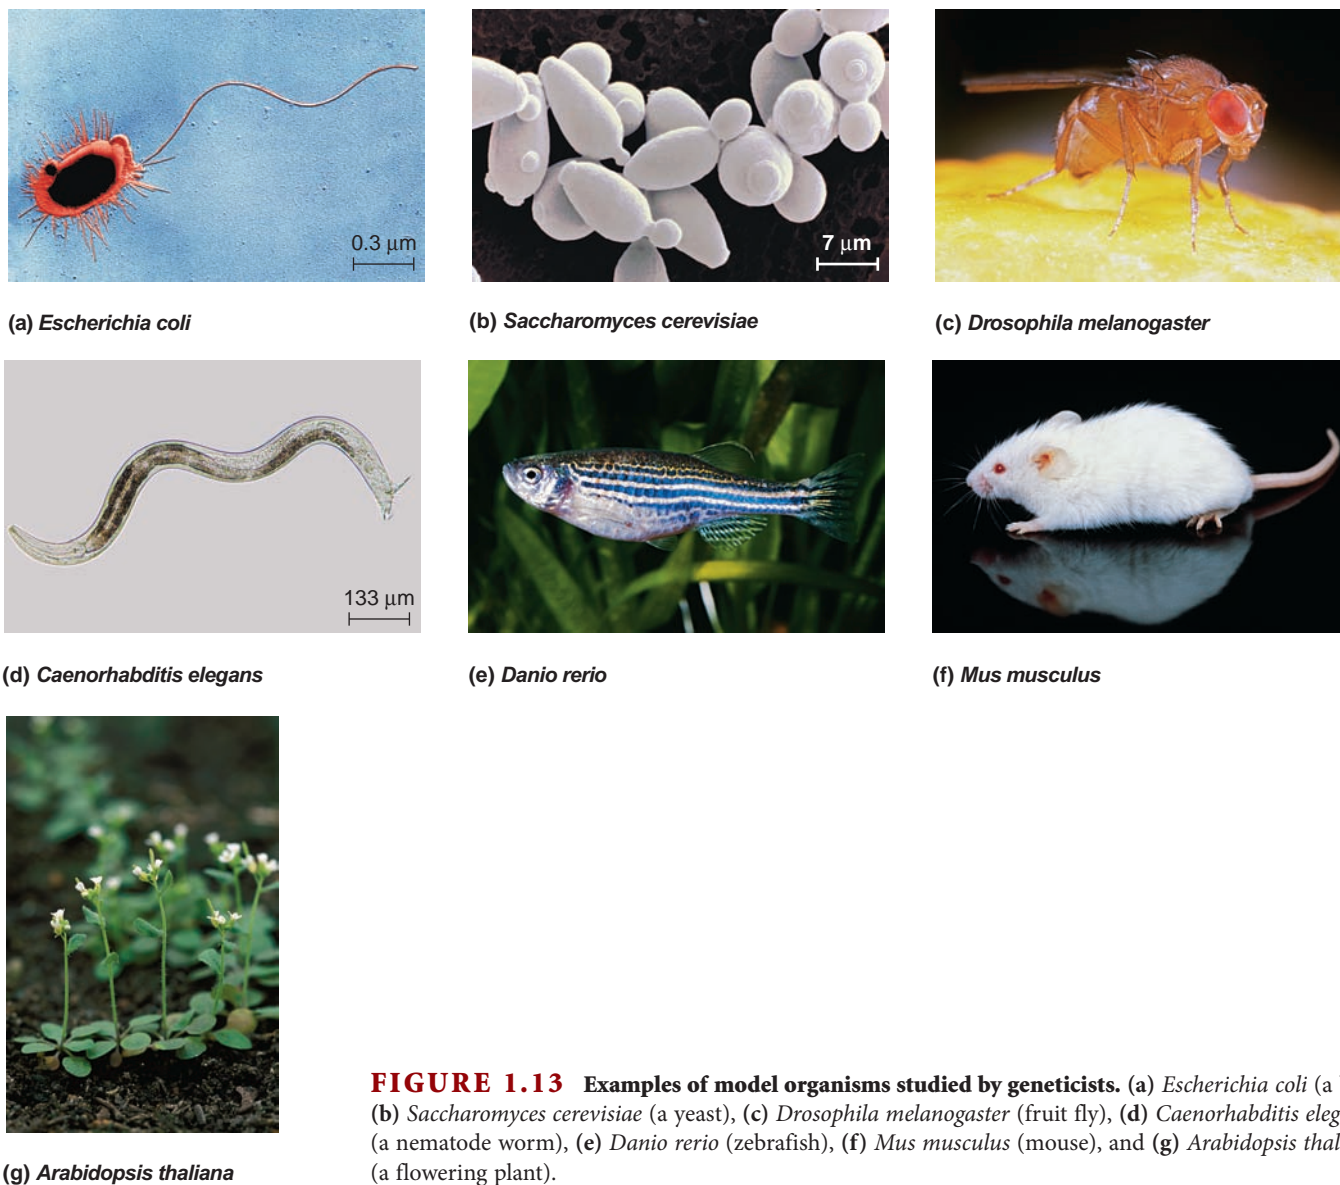 0.3 μm
7 μm
(a) Escherichia coli
(b) Saccharomyces cerevisiae
(c) Drosophila melanogaster
133 μm
(d) Caenorhabditis elegans
(e) Danio rerio
(f) Mus musculus
(g) Arabidopsis thaliana
FIGURE 1.13 Examples of model organisms studied by geneticists. (a) Escherichia coli (a
(b) Saccharomyces cerevisiae (a yeast), (c) Drosophila melanogaster (fruit fly), (d) Caenorhabditis eleg
(a nematode worm), (e) Danio rerio (zebrafish), (f) Mus musculus (mouse), and (g) Arabidopsis thal
(a flowering plant).